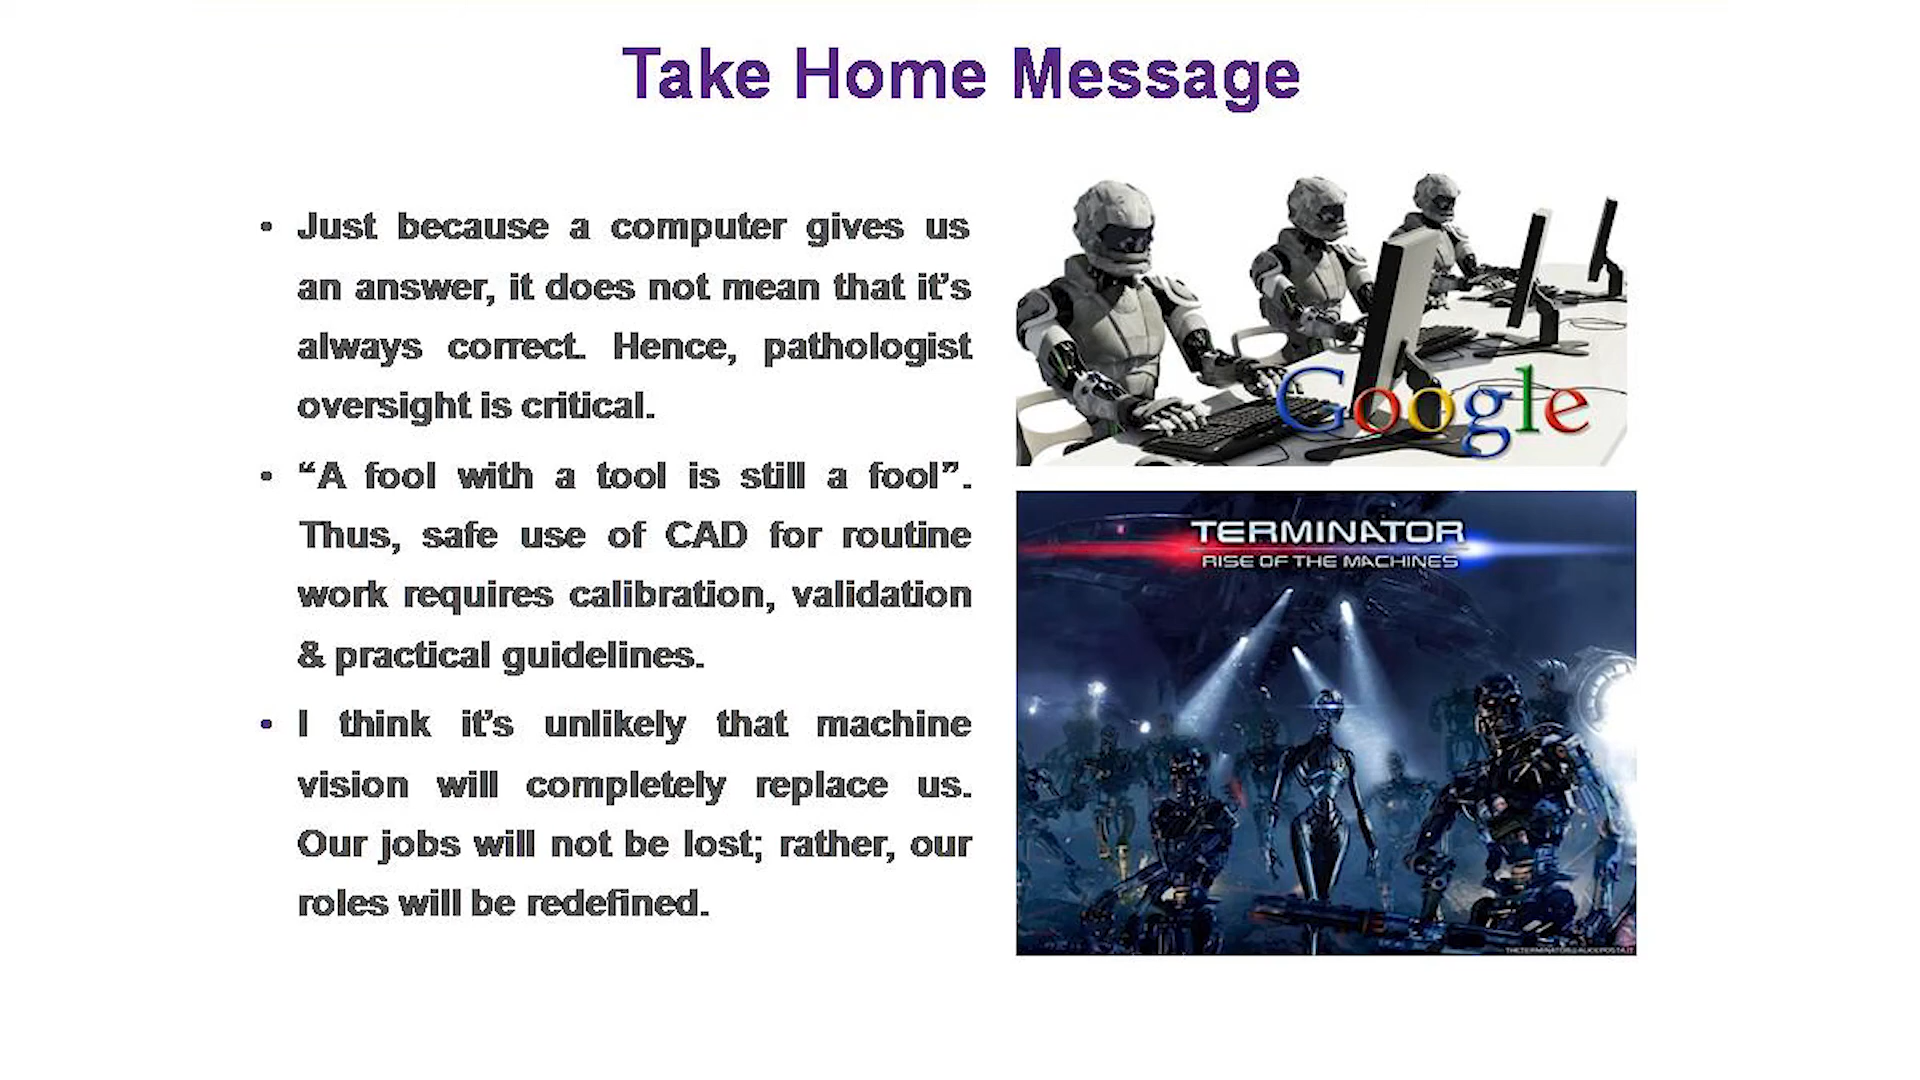 Take Home Message
• Just because a computer gives us
an answer, it does not mean that it’s
always correct. Hence, pathologist
oversight is critical.
• “A fool with a tool is still a fool”.
Thus, safe use of CAD for routine
work requires calibration, validation
& practical guidelines.
• I think it’s unlikely that machine
vision will completely replace us.
Our jobs will not be lost; rather, our
roles will be redefined.
Google
TERMINATOR
RISE OF THE MACHINES